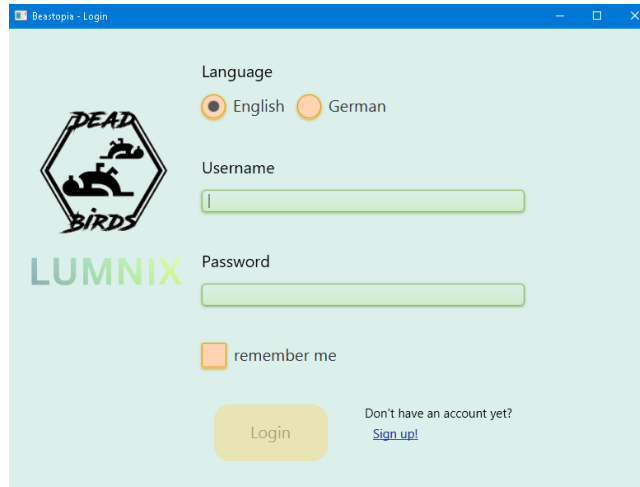 Beastopia - Login
Language
English German
DEAD
BIRDS
LUMNIX
Username
Password
remember me
Login
Don't have an account yet?
Sign up!